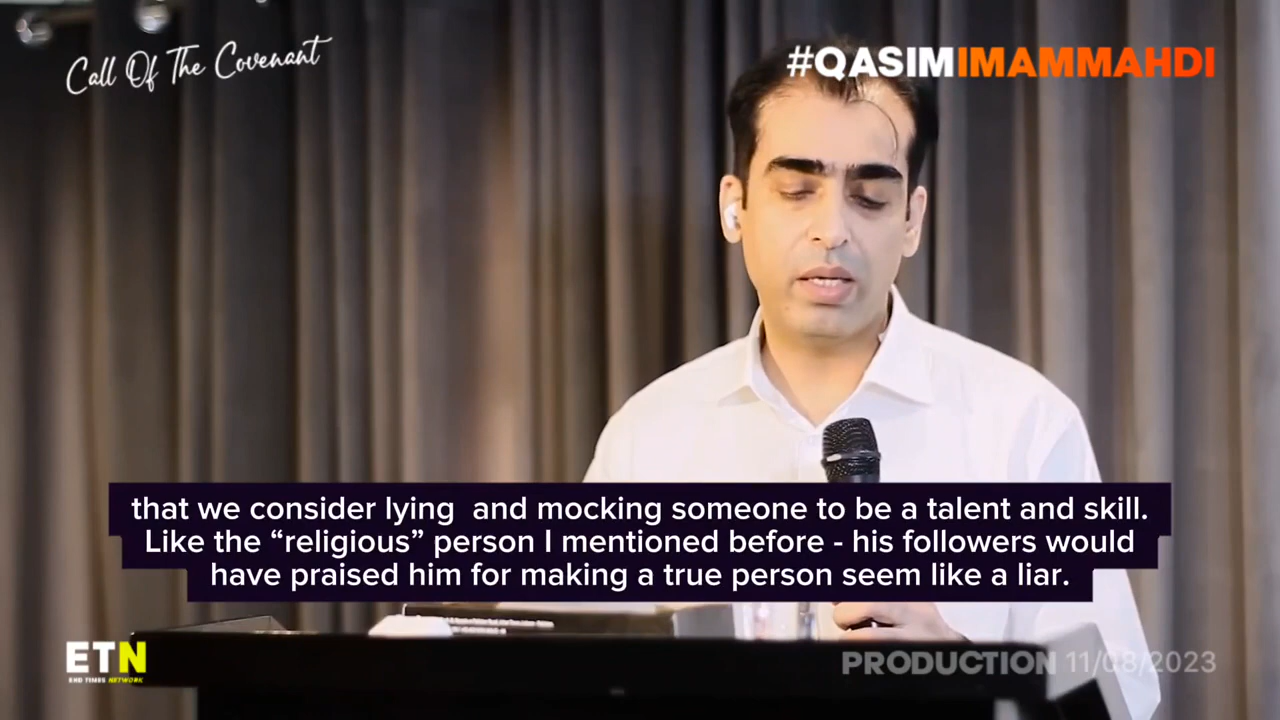 Call Of The Covenant
#QASIMIMAMMAHDI
that we consider lying  and mocking someone to be a talent and skill.
Like the “religious” person I mentioned before - his followers would
have praised him for making a true person seem like a liar.
ETN
END TIMES NETWORK
PRODUCTION 11/08/2023